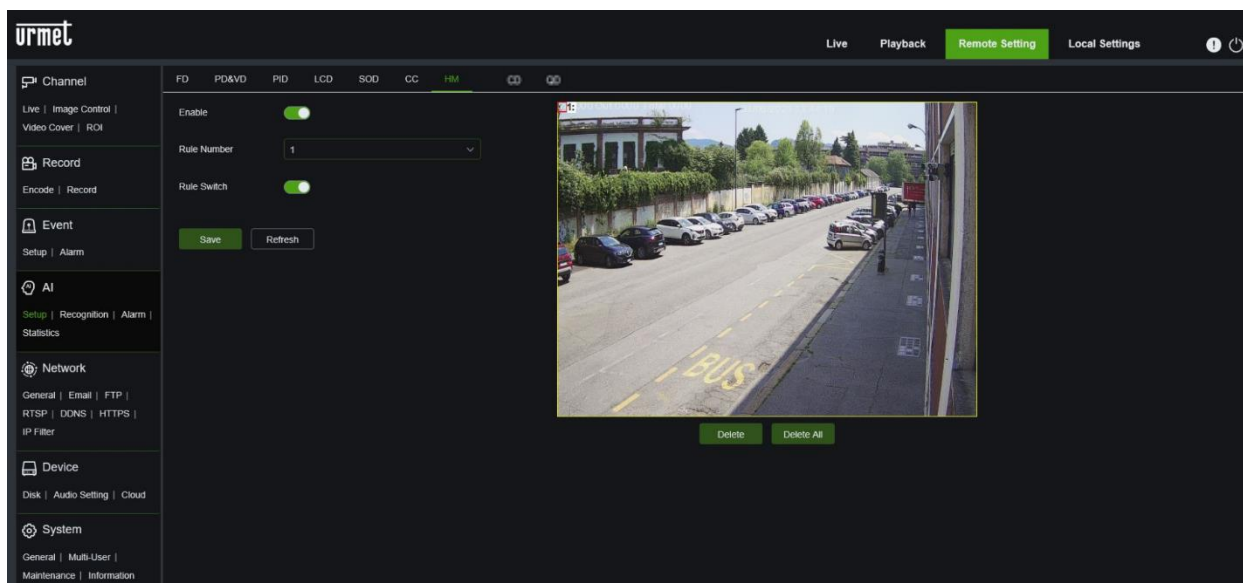 urmet
Live Playback Remote Setting Local Settings
Channel
Live | Image Control |
Video Cover | ROI
Record
Encode | Record
Event
Setup | Alarm
AI
Setup | Recognition | Alarm |
Statistics
Network
General | Email | FTP |
RTSP | DDNS | HTTPS |
IP Filter
Device
Disk | Audio Setting | Cloud
System
General | Multi-User |
Maintenance | Information
FD PD&VD PID LCD SOD CC HM CD QD
Enable
Rule Number 1
Rule Switch
Save Refresh
1:
BUS
Delete Delete All